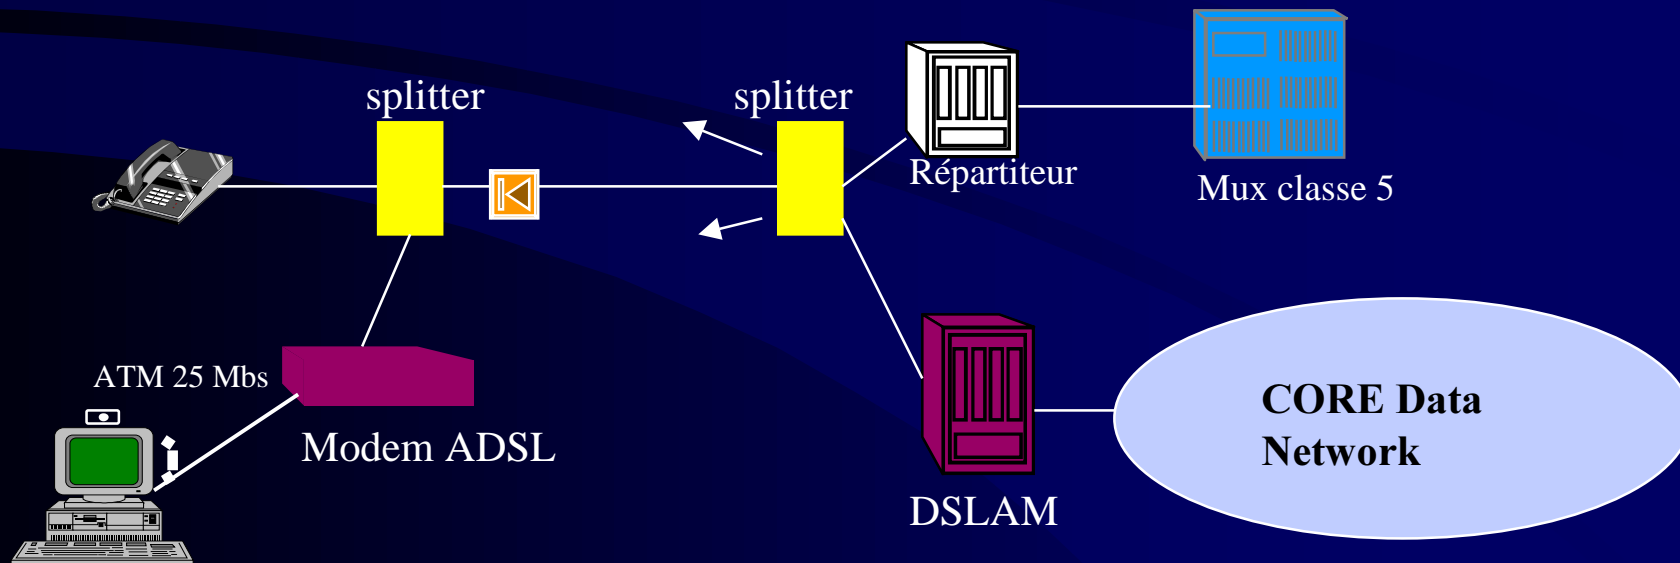 splitter
splitter
Répartiteur
Mux classe 5
ATM 25 Mbs
Modem ADSL
CORE Data
Network
DSLAM